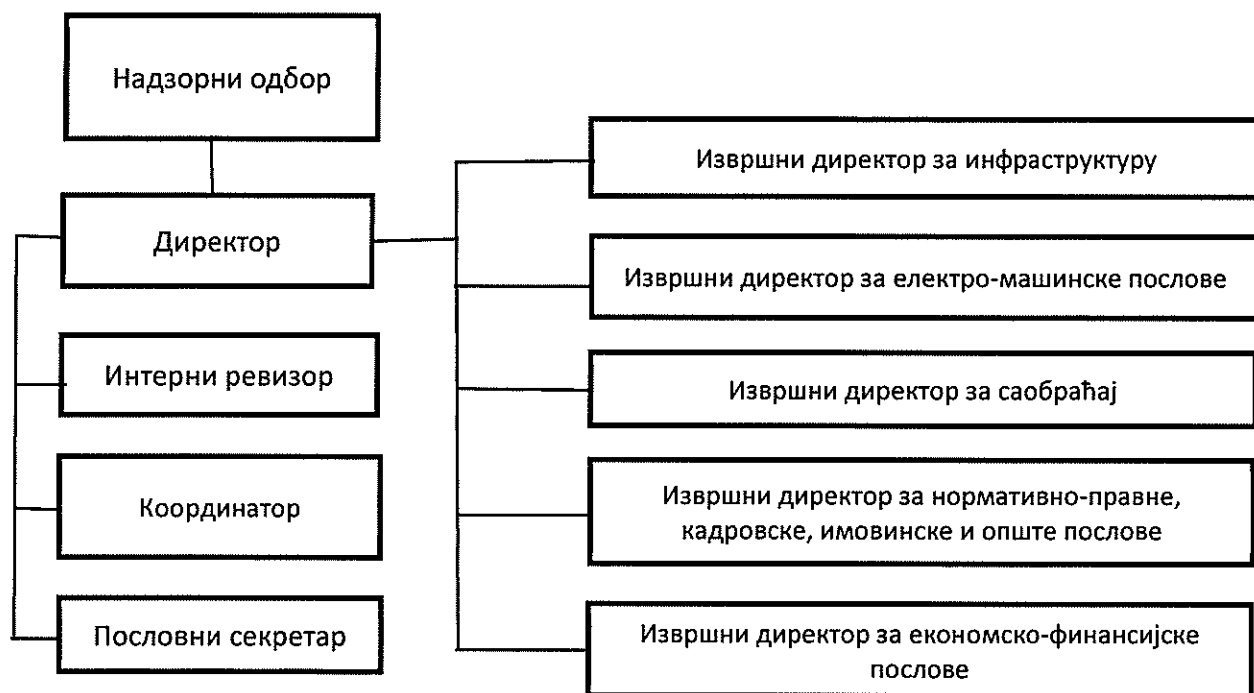 Надзорни одбор
Директор
Интерни ревизор
Координатор
Пословни секретар
Извршни директор за инфраструктуру
Извршни директор за електро-машинске послове
Извршни директор за саобраћај
Извршни директор за нормативно-правне,
кадровске, имовинске и опште послове
Извршни директор за економско-финансијске
послове